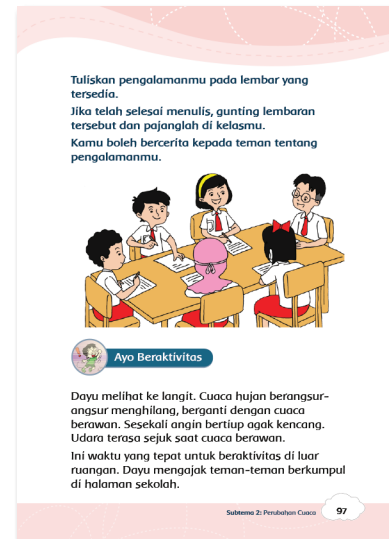 Tuliskan pengalamanmu pada lembar yang
tersedia.
Jika telah selesai menulis, gunting lembaran
tersebut dan pajanglah di kelasmu.
Kamu boleh bercerita kepada teman tentang
pengalamanmu.
Ayo Beraktivitas
Dayu melihat ke langit. Cuaca hujan berangsur-
angsur menghilang, berganti dengan cuaca
berawan. Sesekali angin bertiup agak kencang.
Udara terasa sejuk saat cuaca berawan.
Ini waktu yang tepat untuk beraktivitas di luar
ruangan. Dayu mengajak teman-teman berkumpul
di halaman sekolah.
Subtema 2: Perubahan Cuaca 97